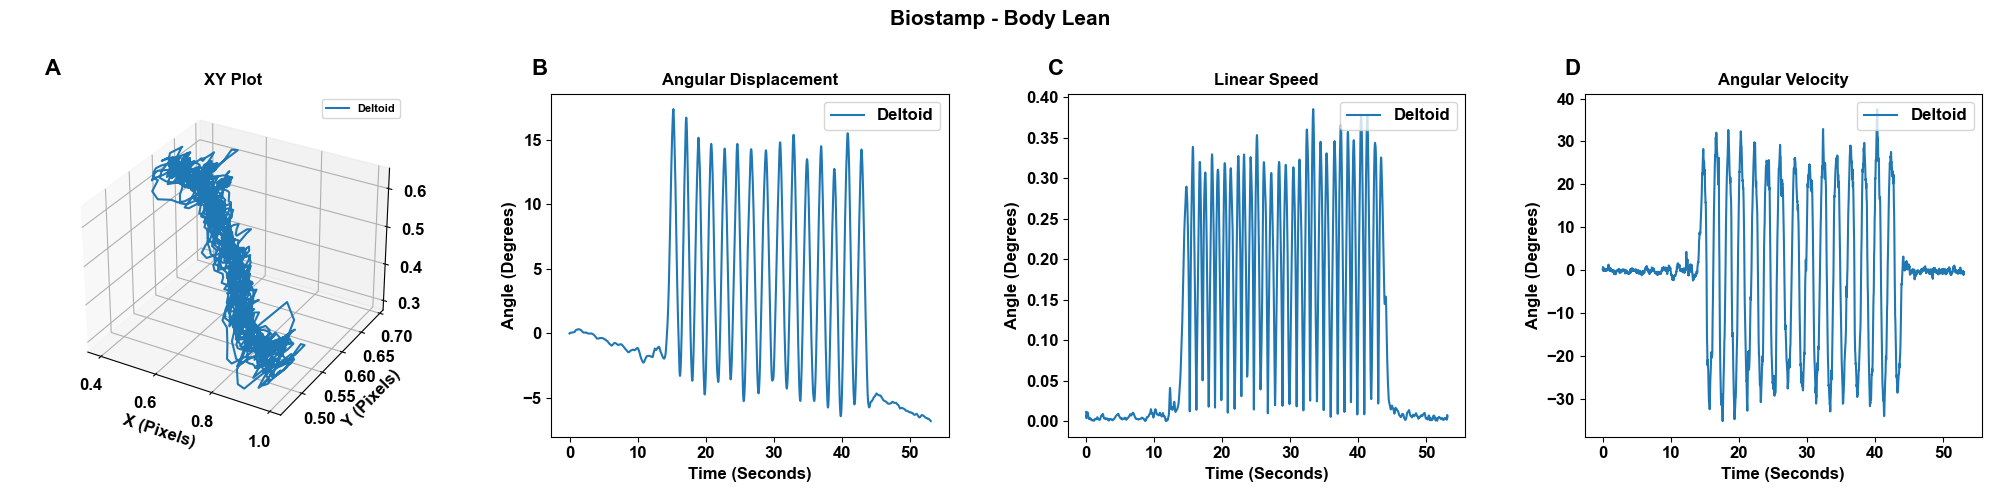 Biostamp - Body Lean
A
XY Plot
Deltoid
0.6
0.5
0.4
0.3
0.70
0.65
0.60
0.55
0.50
Y (Pixels)
0.4
0.6
0.8
1.0
X (Pixels)
B
Angular Displacement
Deltoid
15
10
5
0
−5
Angle (Degrees)
0 10 20 30 40 50
Time (Seconds)
C
Linear Speed
Deltoid
0.40
0.35
0.30
0.25
0.20
0.15
0.10
0.05
0.00
Angle (Degrees)
0 10 20 30 40 50
Time (Seconds)
D
Angular Velocity
Deltoid
40
30
20
10
0
−10
−20
−30
Angle (Degrees)
0 10 20 30 40 50
Time (Seconds)